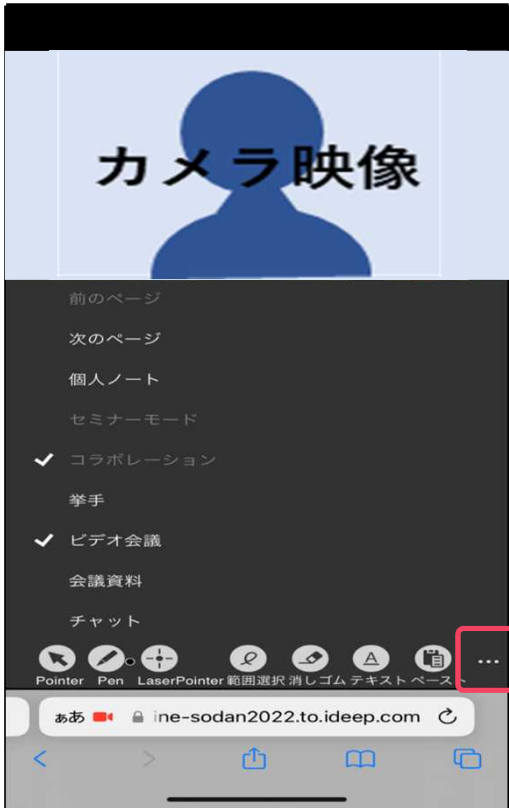 カメラ映像
前のページ
次のページ
個人ノート
セミナーモード
コラボレーション
挙手
ビデオ会議
会議資料
チャット
Pointer Pen LaserPointer 範囲選択 消しゴム テキスト ペースト
ぁあ ine-sodan2022.to.ideep.com